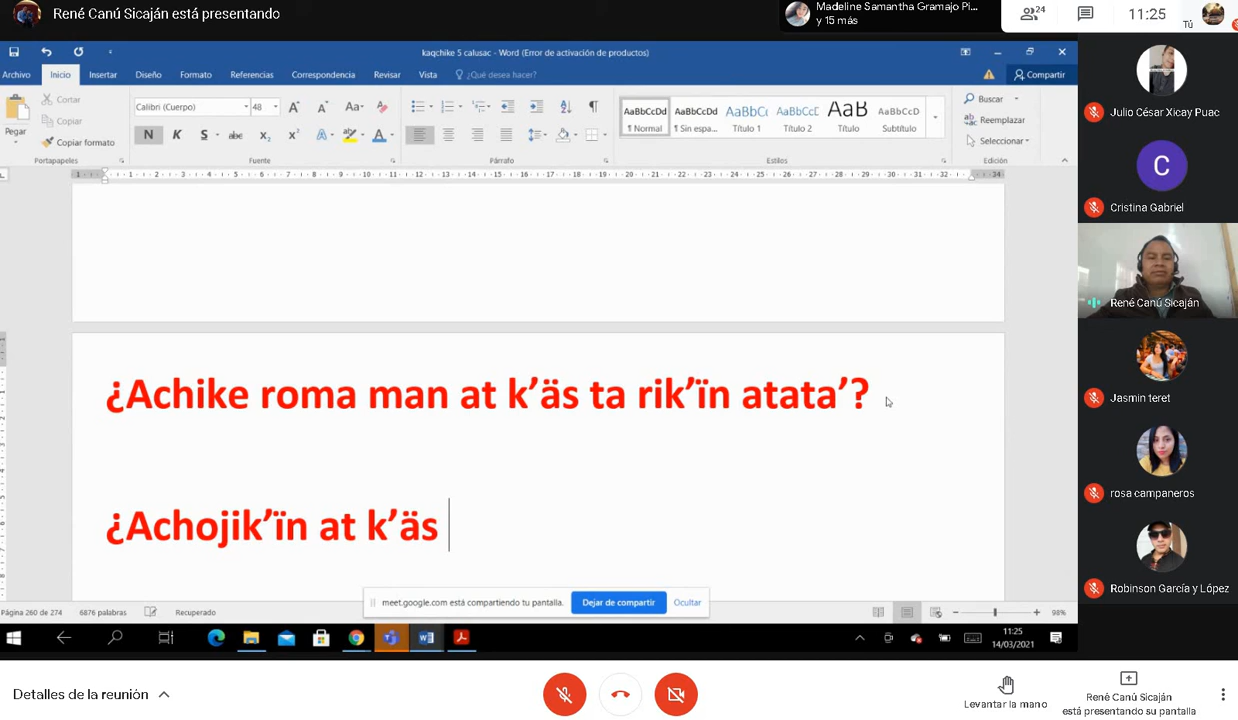 René Canú Sicaján está presentando
Madeline Samantha Gramajo Pi...
y 15 más
24
11:25
Tú
kaqchike 5 calusac - Word (Error de activación de productos)
Archivo Inicio Insertar Diseño Formato Referencias Correspondencia Revisar Vista ¿Qué desea hacer? Compartir
Pegar
Cortar
Copiar
Copiar formato
Calibri (Cuerpo) 48
N K S abc x₂ x²
AaBbCcDd AaBbCcDd AaBbCc AaBbCcD AaB AaBbCcD
¶ Normal ¶ Sin espa... Título 1 Título 2 Título Subtítulo
Buscar
Reemplazar
Seleccionar
Portapapeles Fuente Párrafo Estilos Edición
¿Achike roma man at k’äs ta rik’ïn atata’?
¿Achojik’ïn at k’äs
meet.google.com está compartiendo tu pantalla. Dejar de compartir Ocultar
Página 260 de 274 6876 palabras Recuperado 98%
11:25
14/03/2021
Julio César Xicay Puac
C
Cristina Gabriel
René Canú Sicaján
Jasmin teret
rosa campaneros
Robinson García y López
Detalles de la reunión
Levantar la mano
René Canú Sicaján
está presentando su pantalla